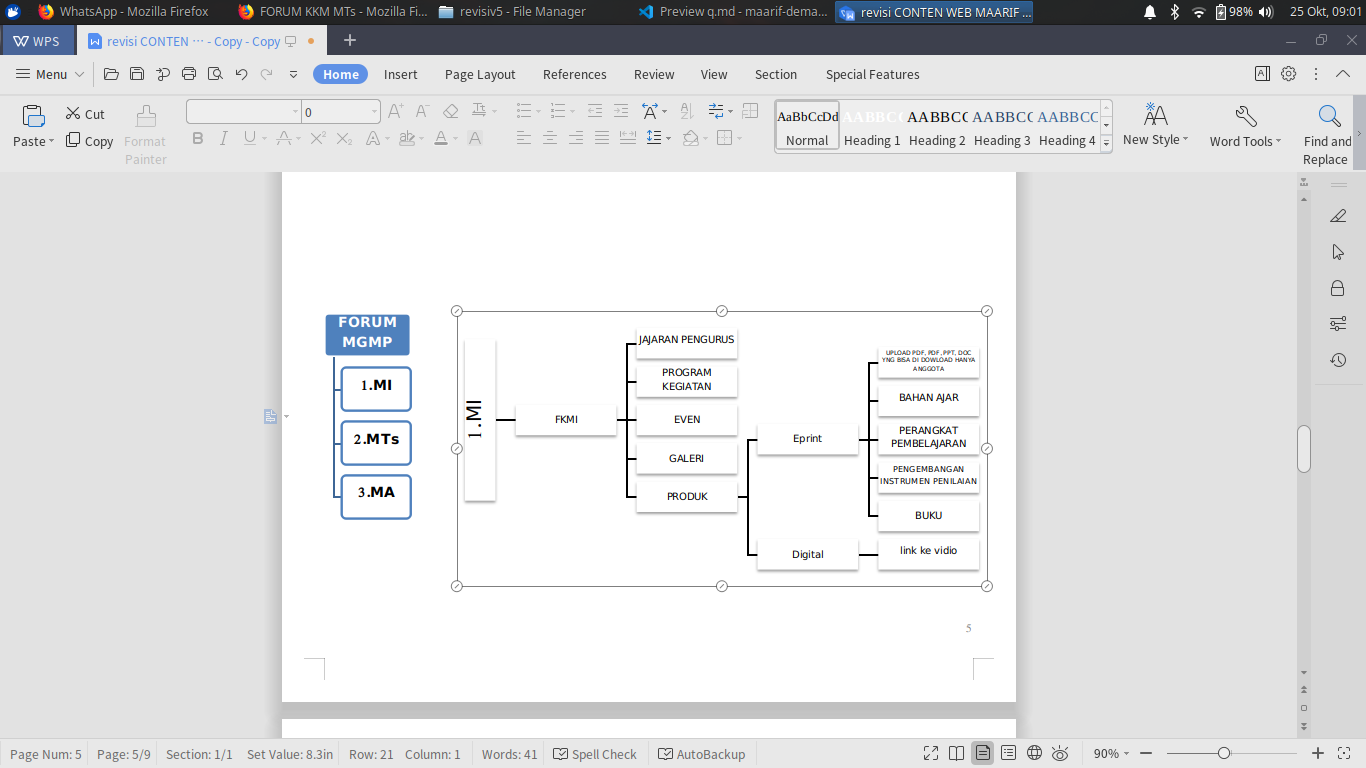 WhatsApp - Mozilla Firefox
FORUM KKM MTs - Mozilla Fi...
revisiv5 - File Manager
Preview q.md - maarif-dema...
revisi CONTEN WEB MAARIF ...
98%
25 Okt, 09:01
WPS
revisi CONTEN ··· - Copy - Copy
Menu
Home
Insert
Page Layout
References
Review
View
Section
Special Features
Paste
Cut
Copy
Format
Painter
0
AaBbCcDd
Normal
AABBCC
Heading 1
AABBCC
Heading 2
AABBCC
Heading 3
AABBCC
Heading 4
New Style
Word Tools
Find and
Replace
FORUM
MGMP
1.MI
2.MTs
3.MA
1.MI
FKMI
JAJARAN PENGURUS
PROGRAM
KEGIATAN
EVEN
GALERI
PRODUK
Eprint
Digital
UPLOAD PDF, PDF, PPT, DOC
YNG BISA DI DOWLOAD HANYA
ANGGOTA
BAHAN AJAR
PERANGKAT
PEMBELAJARAN
PENGEMBANGAN
INSTRUMEN PENILAIAN
BUKU
link ke vidio
5
Page Num: 5
Page: 5/9
Section: 1/1
Set Value: 8.3in
Row: 21
Column: 1
Words: 41
Spell Check
AutoBackup
90%